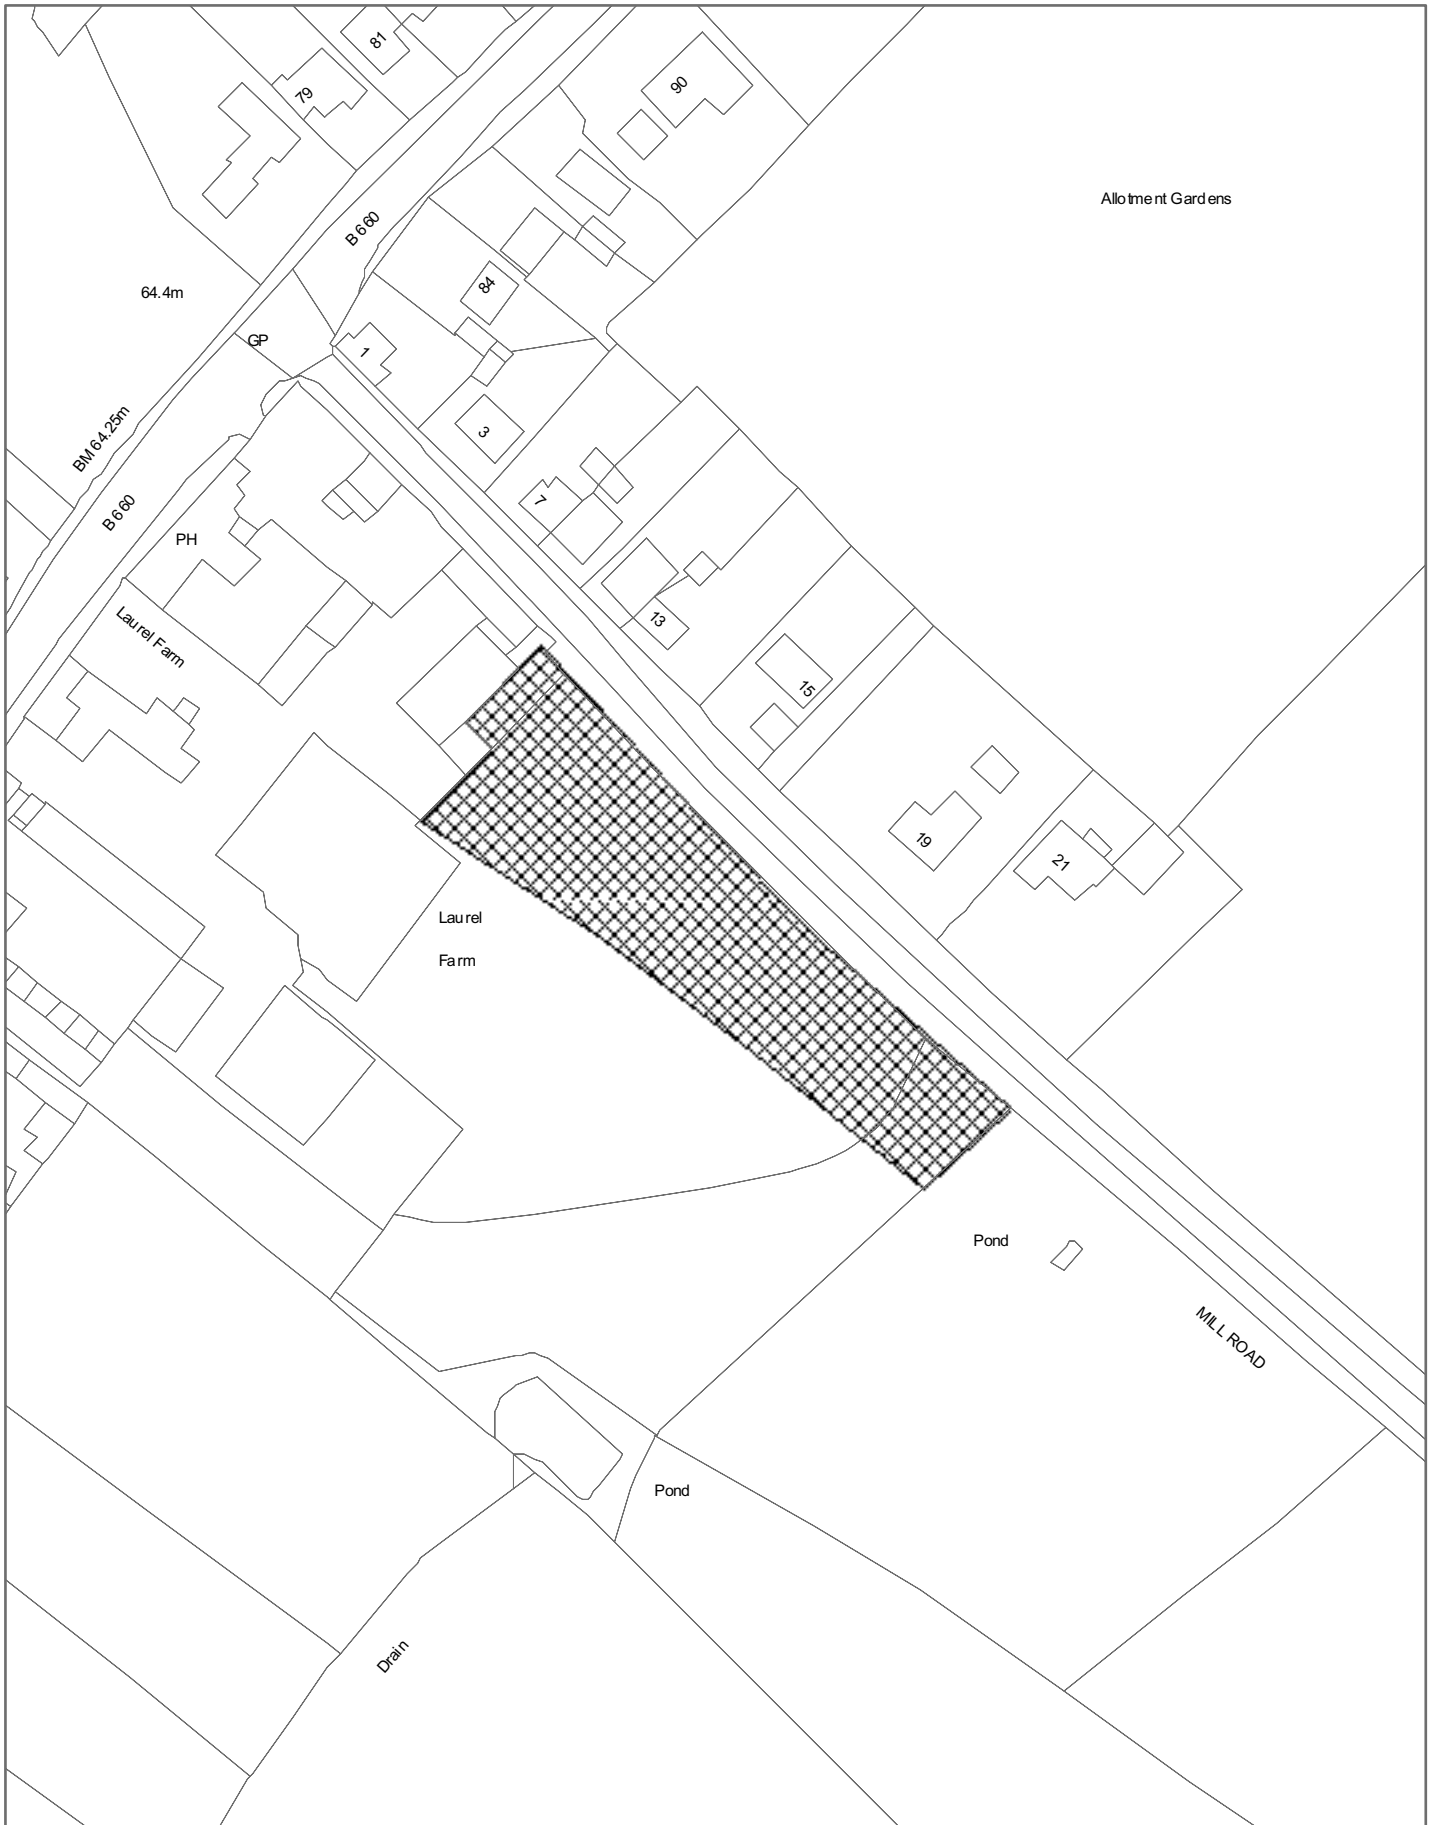 81
90
79
Allotment Gardens
B 660
84
64.4m
GP
1
BM 64.25m
3
7
B 660
PH
13
Laurel Farm
15
19
21
Laurel
Farm
Pond
MILL ROAD
Pond
Drain